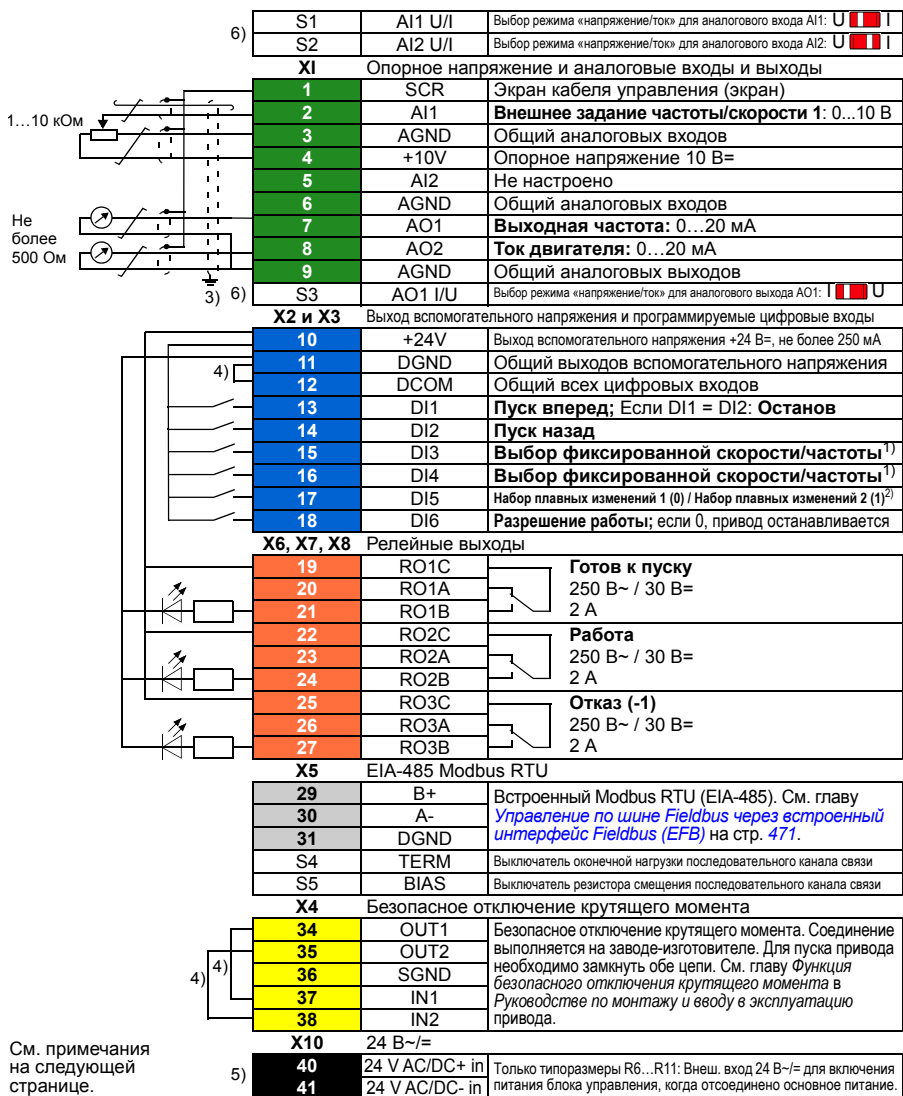 6)
S1 AI1 U/I Выбор режима «напряжение/ток» для аналогового входа AI1: U I
S2 AI2 U/I Выбор режима «напряжение/ток» для аналогового входа AI2: U I
XI Опорное напряжение и аналоговые входы и выходы
1 SCR Экран кабеля управления (экран)
1…10 кОм
2 AI1 Внешнее задание частоты/скорости 1: 0...10 В
3 AGND Общий аналоговых входов
4 +10V Опорное напряжение 10 В=
5 AI2 Не настроено
6 AGND Общий аналоговых входов
Не
более
500 Ом
7 AO1 Выходная частота: 0…20 мА
8 AO2 Ток двигателя: 0…20 мА
9 AGND Общий аналоговых выходов
3) 6)
S3 AO1 I/U Выбор режима «напряжение/ток» для аналогового выхода AO1: I U
X2 и X3 Выход вспомогательного напряжения и программируемые цифровые входы
10 +24V Выход вспомогательного напряжения +24 В=, не более 250 мА
4)
11 DGND Общий выходов вспомогательного напряжения
12 DCOM Общий всех цифровых входов
13 DI1 Пуск вперед; Если DI1 = DI2: Останов
14 DI2 Пуск назад
15 DI3 Выбор фиксированной скорости/частоты1)
16 DI4 Выбор фиксированной скорости/частоты1)
17 DI5 Набор плавных изменений 1 (0) / Набор плавных изменений 2 (1)2)
18 DI6 Разрешение работы; если 0, привод останавливается
X6, X7, X8 Релейные выходы
19 RO1C Готов к пуску
20 RO1A 250 В~ / 30 В=
21 RO1B 2 А
22 RO2C Работа
23 RO2A 250 В~ / 30 В=
24 RO2B 2 А
25 RO3C Отказ (-1)
26 RO3A 250 В~ / 30 В=
27 RO3B 2 А
X5 EIA-485 Modbus RTU
29 B+
30 A-
31 DGND
Встроенный Modbus RTU (EIA-485). См. главу
Управление по шине Fieldbus через встроенный
интерфейс Fieldbus (EFB) на стр. 471.
S4 TERM Выключатель оконечной нагрузки последовательного канала связи
S5 BIAS Выключатель резистора смещения последовательного канала связи
X4 Безопасное отключение крутящего момента
4) 4)
34 OUT1
35 OUT2
36 SGND
37 IN1
38 IN2
Безопасное отключение крутящего момента. Соединение
выполняется на заводе-изготовителе. Для пуска привода
необходимо замкнуть обе цепи. См. главу Функция
безопасного отключения крутящего момента в
Руководстве по монтажу и вводу в эксплуатацию
привода.
X10 24 В~/=
См. примечания
на следующей
странице.
5)
40 24 V AC/DC+ in
41 24 V AC/DC- in
Только типоразмеры R6…R11: Внеш. вход 24 В~/= для включения
питания блока управления, когда отсоединено основное питание.